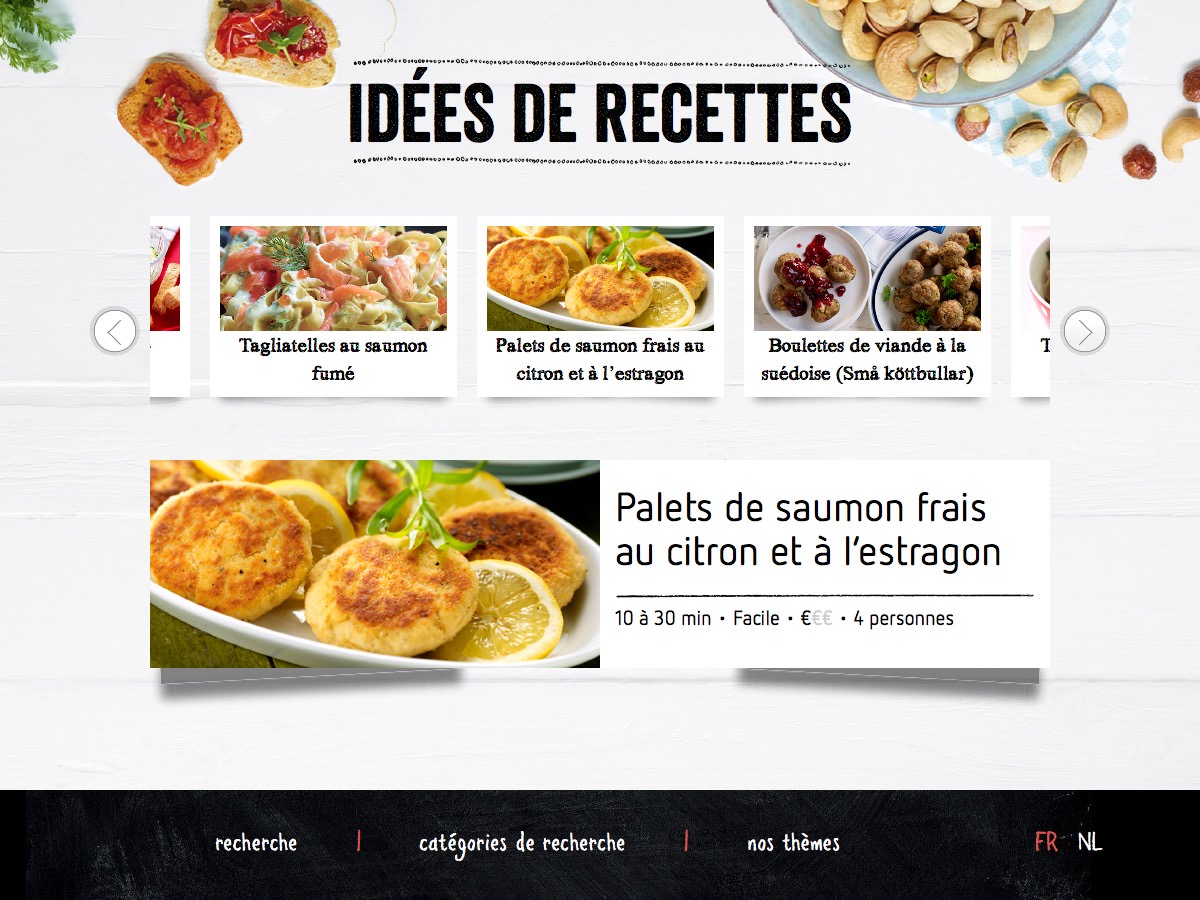 IDÉES DE RECETTES
Tagliatelles au saumon
fumé
Palets de saumon frais au
citron et à l'estragon
Boulettes de viande à la
suédoise (Små köttbullar)
T
Palets de saumon frais
au citron et à l'estragon
10 à 30 min • Facile • €€€ • 4 personnes
recherche | catégories de recherche | nos thèmes FR NL